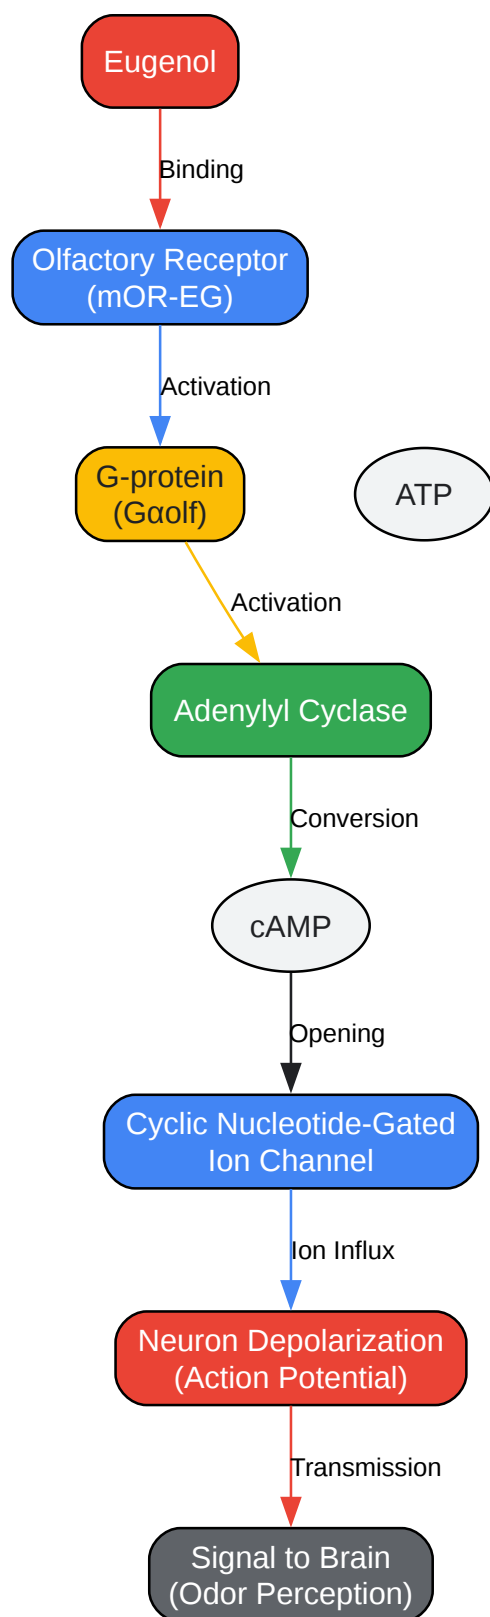 Eugenol
Binding
Olfactory Receptor
(mOR-EG)
Activation
G-protein
(Gαolf)
ATP
Activation
Adenylyl Cyclase
Conversion
cAMP
Opening
Cyclic Nucleotide-Gated
Ion Channel
Ion Influx
Neuron Depolarization
(Action Potential)
Transmission
Signal to Brain
(Odor Perception)